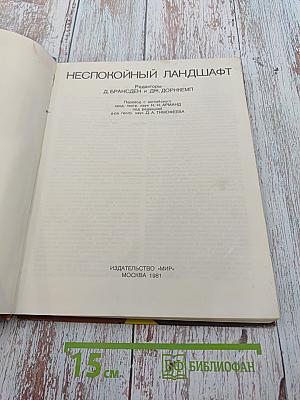 НЕСПОКОЙНЫЙ ЛАНДШАФТ
Редакторы
Д. БРАНСДЕН и ДЖ. ДОРНКЕМП
Перевод с английского
канд. геогр. наук Н. Н. АРМАНД
под редакцией
д-ра геогр. наук Д. А. ТИМОФЕЕВА
ИЗДАТЕЛЬСТВО «МИР»
МОСКВА 1981
15 см.
БФ БИБЛИОФАН